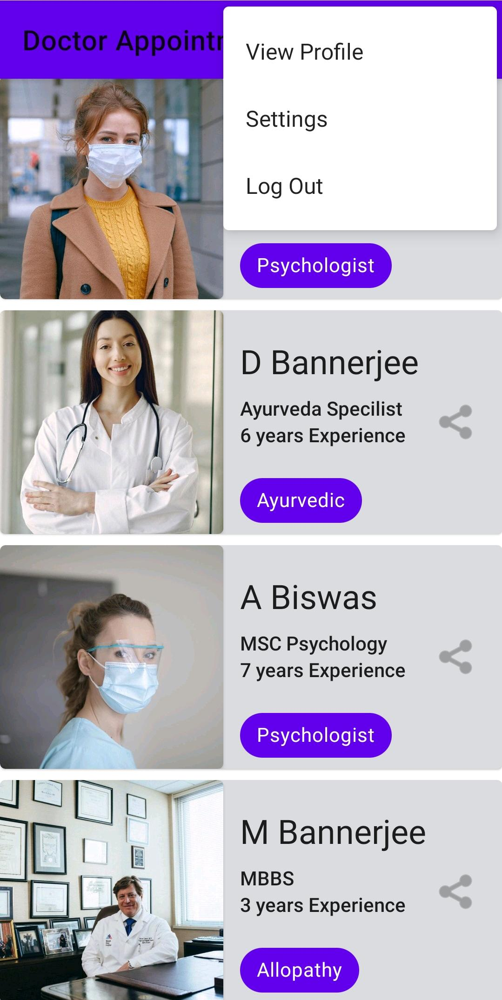 Doctor Appointm
View Profile
Settings
Log Out
Psychologist
D Bannerjee
Ayurveda Specilist
6 years Experience
Ayurvedic
A Biswas
MSC Psychology
7 years Experience
Psychologist
M Bannerjee
MBBS
3 years Experience
Allopathy